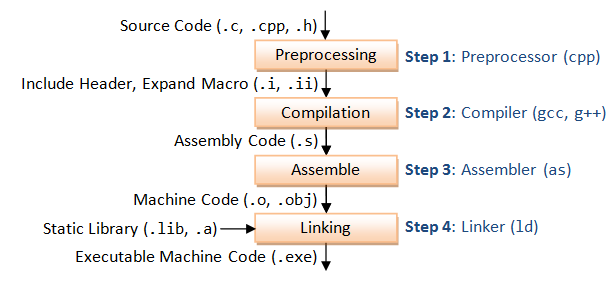 Source Code (.c, .cpp, .h)
Preprocessing
Step 1: Preprocessor (cpp)
Include Header, Expand Macro (.i, .ii)
Compilation
Step 2: Compiler (gcc, g++)
Assembly Code (.s)
Assemble
Step 3: Assembler (as)
Machine Code (.o, .obj)
Static Library (.lib, .a)
Linking
Step 4: Linker (ld)
Executable Machine Code (.exe)